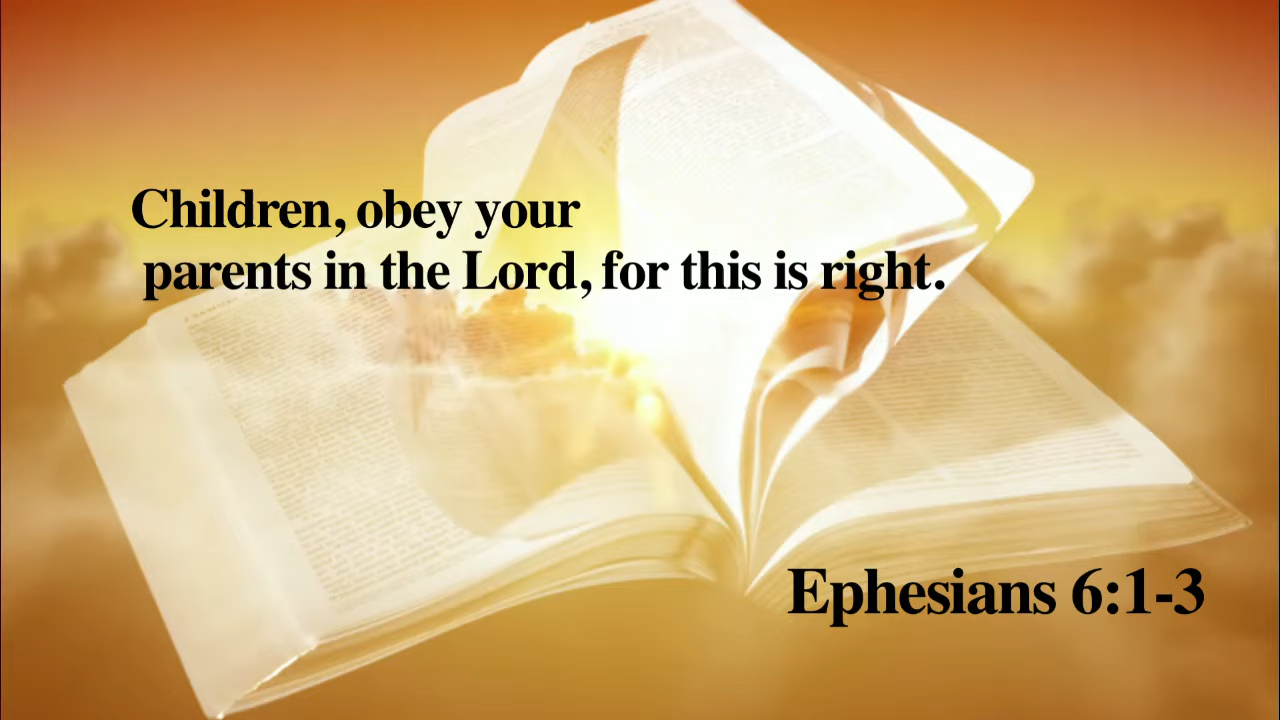 Children, obey your
parents in the Lord, for this is right.
Ephesians 6:1-3